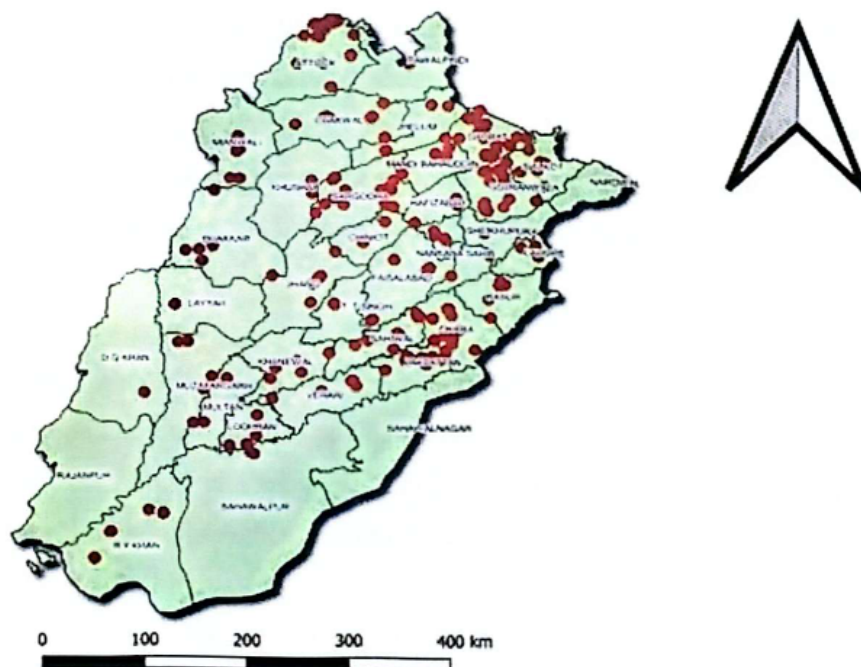 ATTOCK
RAWALPINDI
CHAKWAL
JHELUM
GUJRAT
MIANWALI
MANDI BAHAUDDIN
SIALKOT
GUJRANWALA
NAROWAL
KHUSHAB
SARGODHA
HAFIZABAD
SHEIKHUPURA
BHAKKAR
CHINIOT
NANKANA SAHIB
LAHORE
JHANG
FAISALABAD
KASUR
LAYYAH
T.T.SINGH
OKARA
SAHIWAL
D.G.KHAN
KHANEWAL
PAKPATTAN
MUZAFARGARH
VEHARI
MULTAN
LODHRAN
BAHAWALNAGAR
RAJANPUR
BAHAWALPUR
R.Y.KHAN
0 100 200 300 400 km